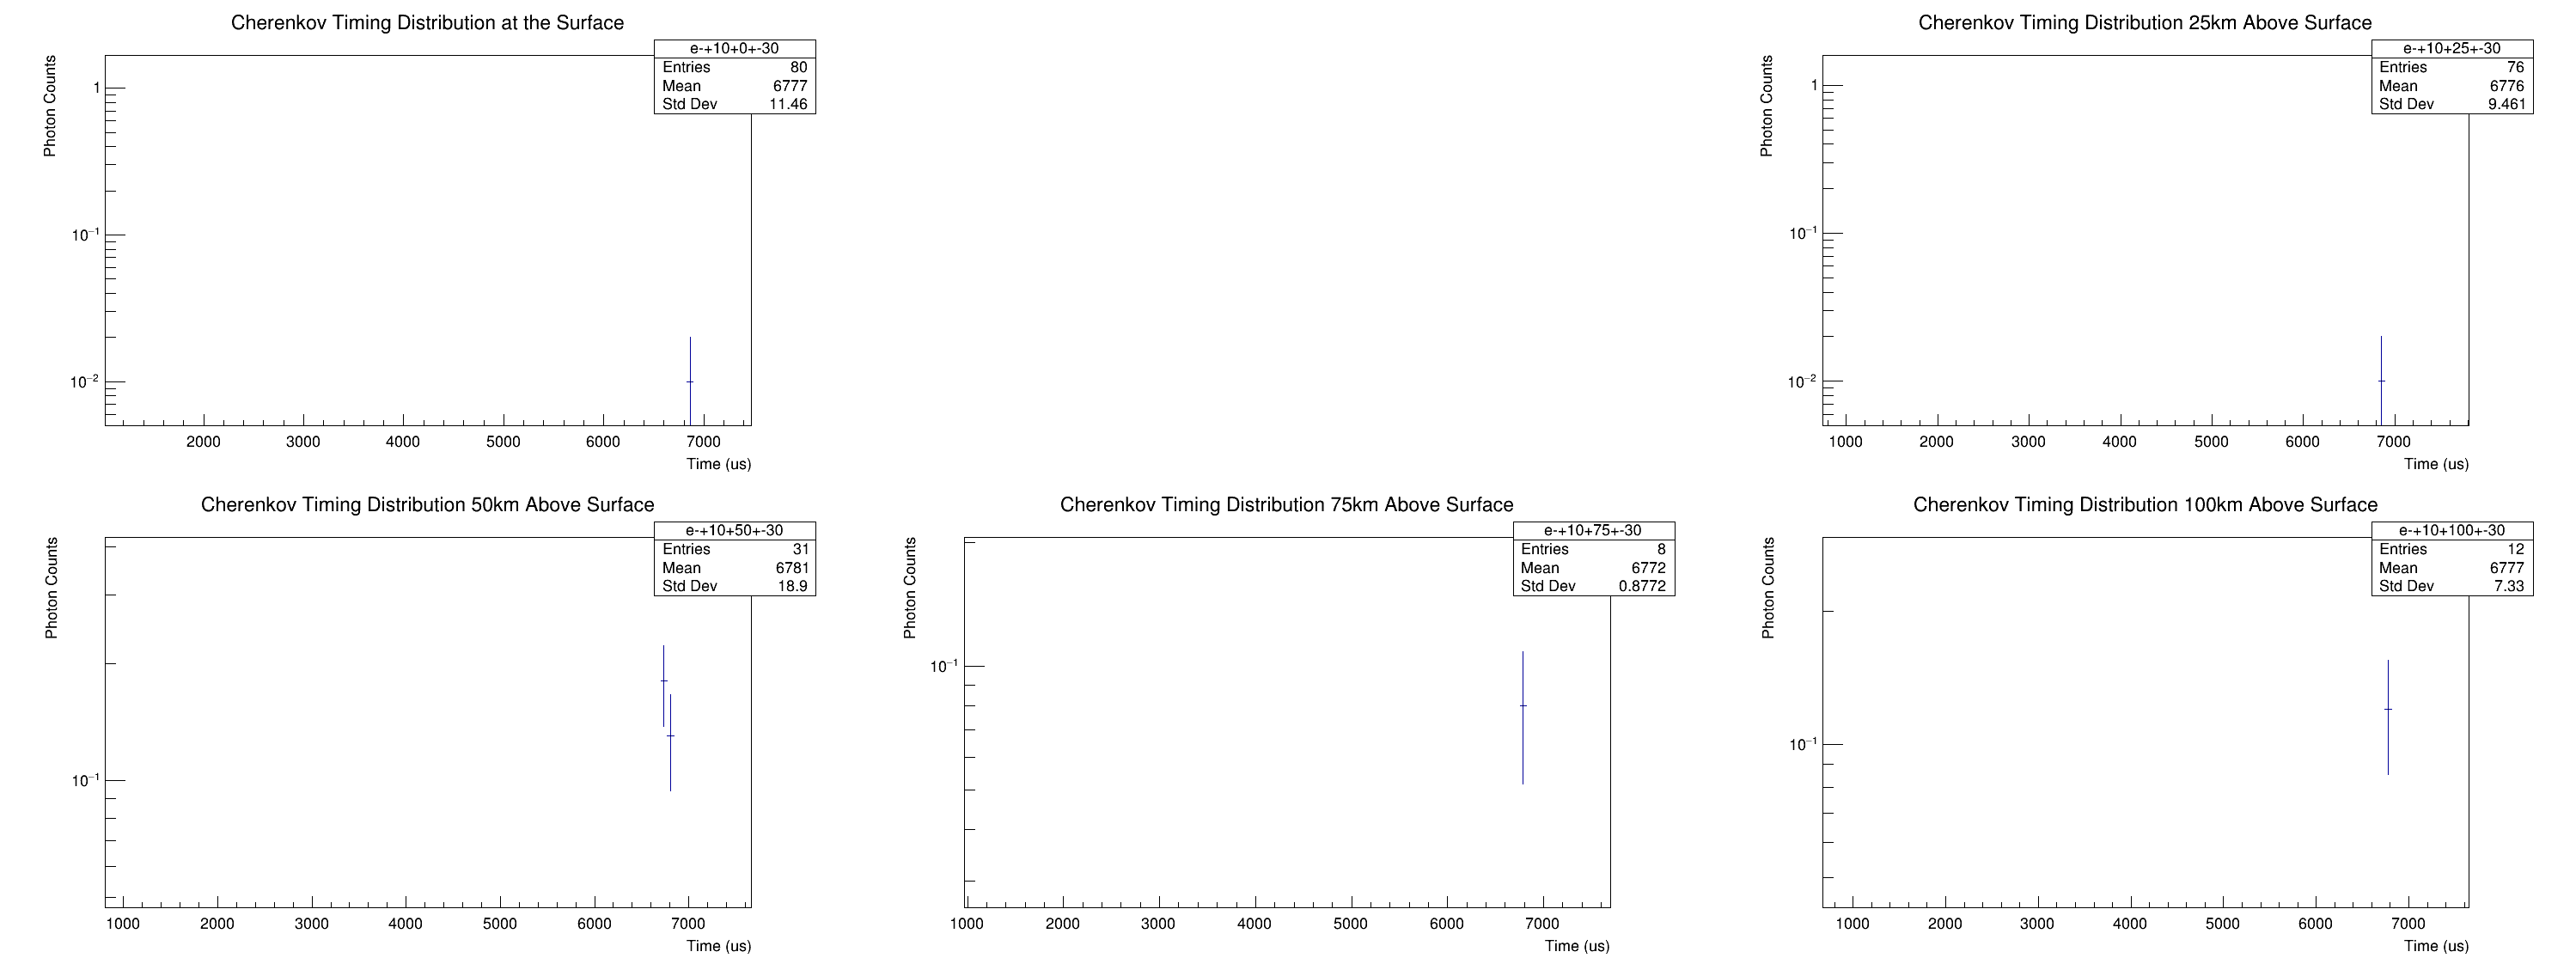 Cherenkov Timing Distribution at the Surface
e-+10+0+-30
Entries 80
Mean 6777
Std Dev 11.46
Photon Counts
1
10⁻¹
10⁻²
2000 3000 4000 5000 6000 7000
Time (us)
Cherenkov Timing Distribution 25km Above Surface
e-+10+25+-30
Entries 76
Mean 6776
Std Dev 9.461
Photon Counts
1
10⁻¹
10⁻²
1000 2000 3000 4000 5000 6000 7000
Time (us)
Cherenkov Timing Distribution 50km Above Surface
e-+10+50+-30
Entries 31
Mean 6781
Std Dev 18.9
Photon Counts
10⁻¹
1000 2000 3000 4000 5000 6000 7000
Time (us)
Cherenkov Timing Distribution 75km Above Surface
e-+10+75+-30
Entries 8
Mean 6772
Std Dev 0.8772
Photon Counts
10⁻¹
1000 2000 3000 4000 5000 6000 7000
Time (us)
Cherenkov Timing Distribution 100km Above Surface
e-+10+100+-30
Entries 12
Mean 6777
Std Dev 7.33
Photon Counts
10⁻¹
1000 2000 3000 4000 5000 6000 7000
Time (us)